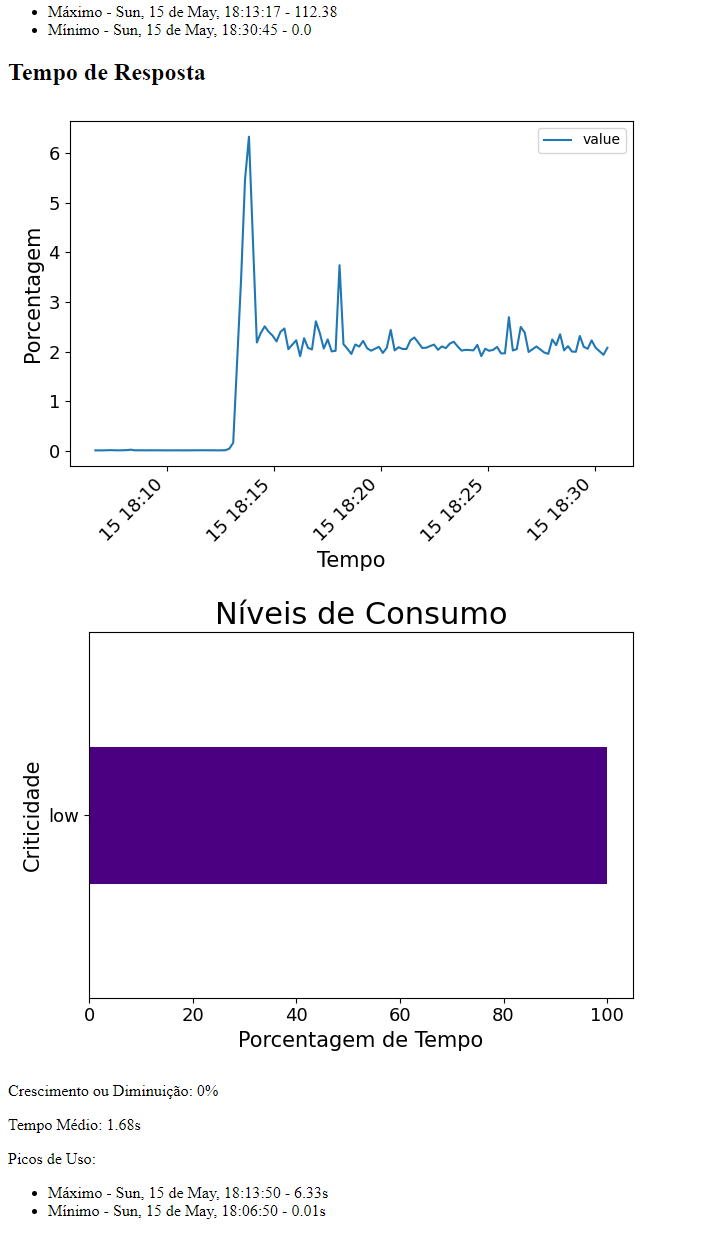 Máximo - Sun, 15 de May, 18:13:17 - 112.38
Mínimo - Sun, 15 de May, 18:30:45 - 0.0
Tempo de Resposta
value
Porcentagem
6
5
4
3
2
1
0
15 18:10
15 18:15
15 18:20
15 18:25
15 18:30
Tempo
Níveis de Consumo
Criticidade
low
0
20
40
60
80
100
Porcentagem de Tempo
Crescimento ou Diminuição: 0%
Tempo Médio: 1.68s
Picos de Uso:
Máximo - Sun, 15 de May, 18:13:50 - 6.33s
Mínimo - Sun, 15 de May, 18:06:50 - 0.01s